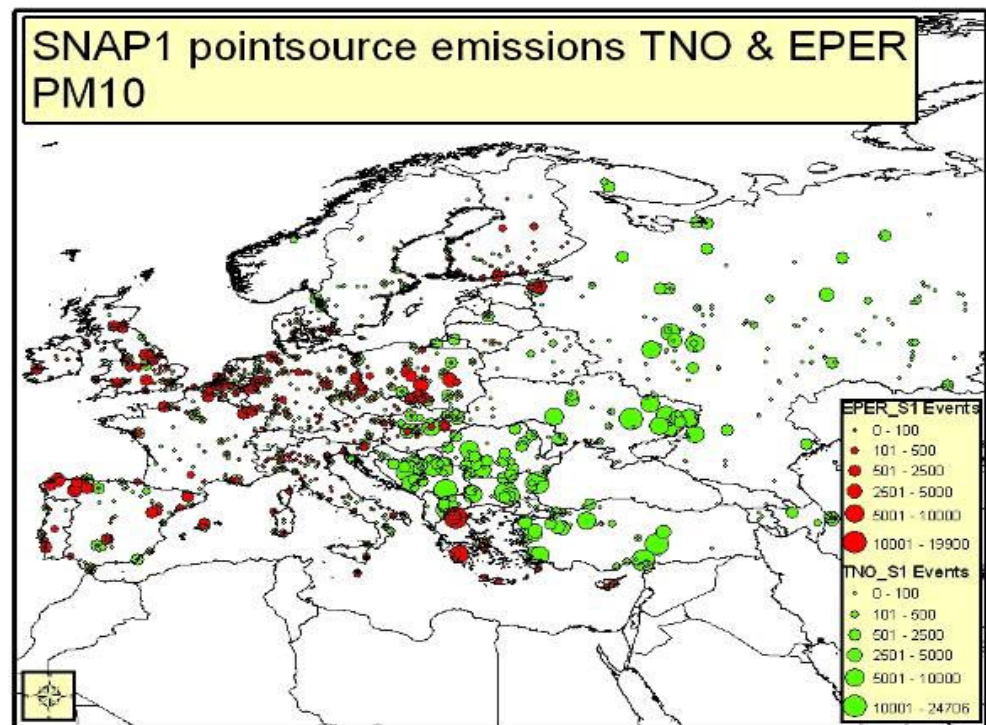 SNAP1 pointsource emissions TNO & EPER
PM10
EPER_S1 Events
0 - 100
101 - 500
501 - 2500
2501 - 5000
5001 - 10000
10001 - 19900
TNO_S1 Events
0 - 100
101 - 500
501 - 2500
2501 - 5000
5001 - 10000
10001 - 24706